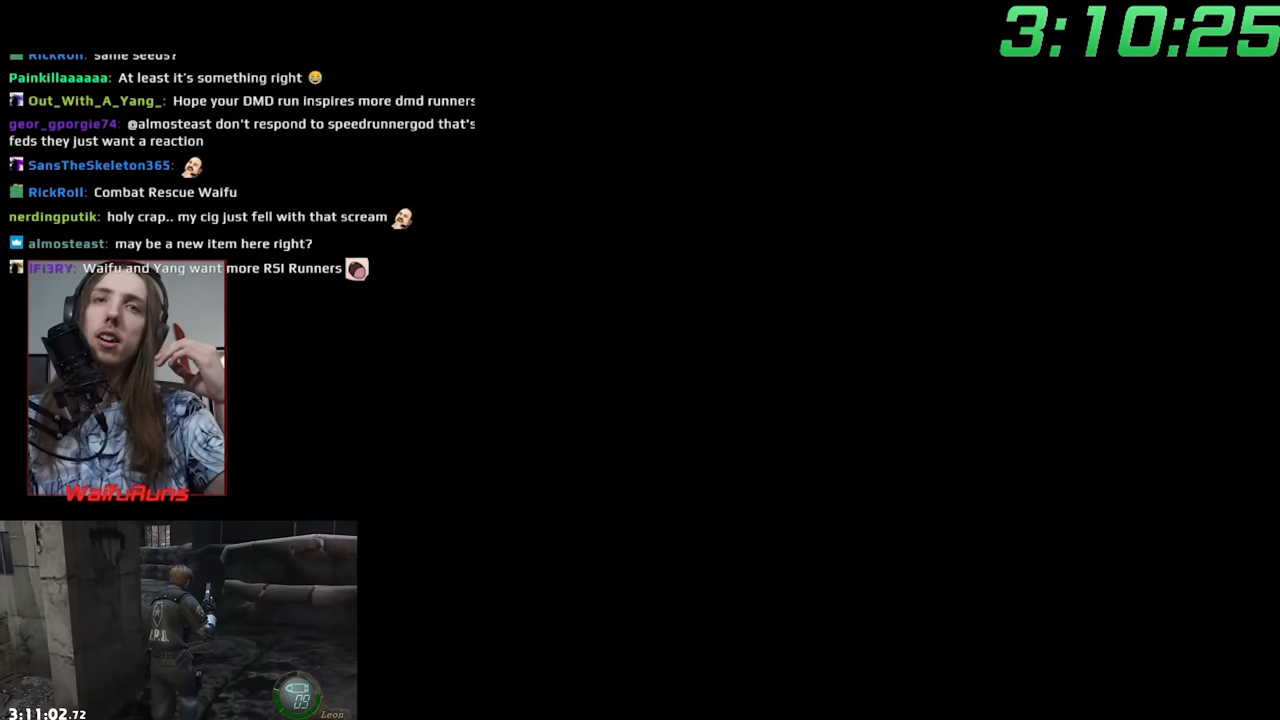 3:10:25
RickRoll: same seeds?
Painkillaaaaaa: At least it's something right
Out_With_A_Yang_: Hope your DMD run inspires more dmd runners
geor_gporgie74: @almosteast don't respond to speedrunnergod that's
feds they just want a reaction
SansTheSkeleton365:
RickRoll: Combat Rescue Waifu
nerdingputik: holy crap.. my cig just fell with that scream
almosteast: may be a new item here right?
IFI3RY: Waifu and Yang want more RSI Runners
WaifuRuns
.P.D.
09
Leon
3:11:02.72